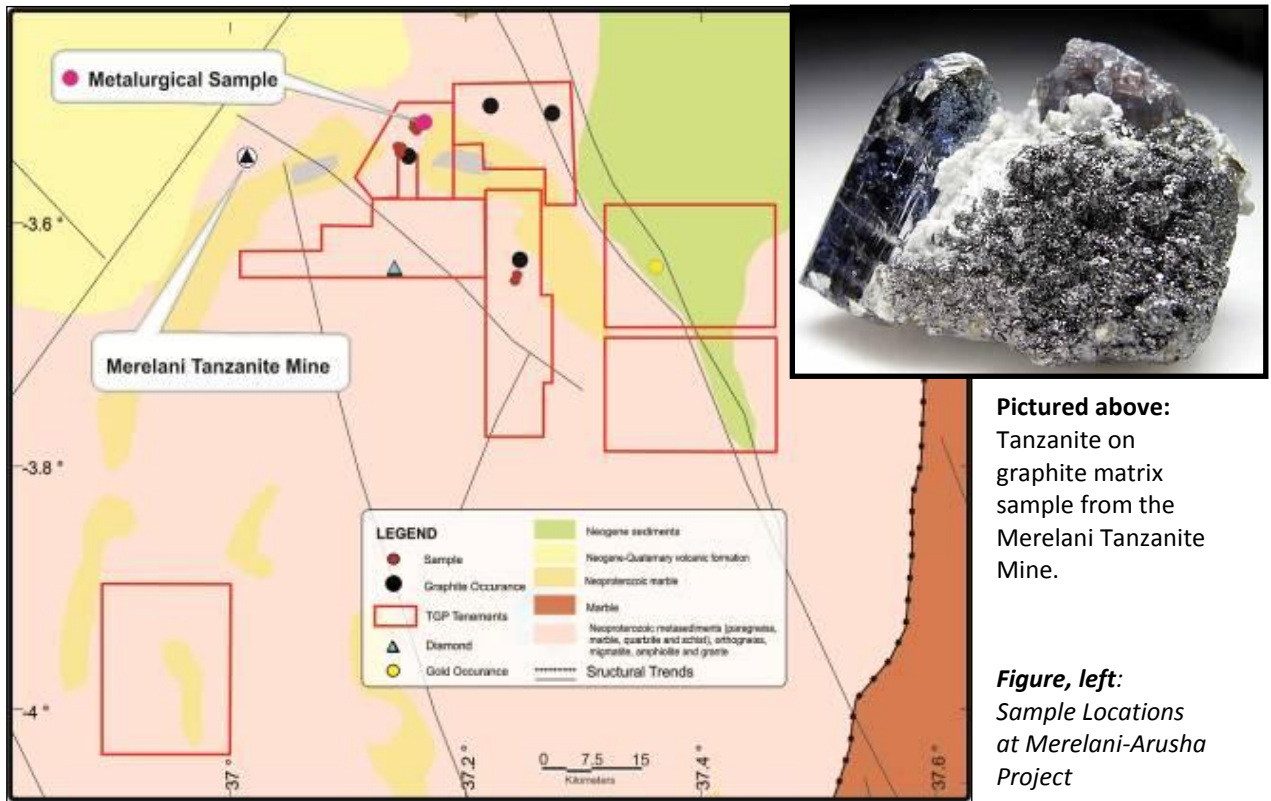 Metalurgical Sample
-3.6 °
Merelani Tanzanite Mine
-3.8 °
-4 °
LEGEND
Sample
Graphite Occurance
TGP Tenements
Diamond
Gold Occurance
Neogene sediments
Neogene-Quaternary volcanic formation
Neoproterozoic marble
Marble
Neoproterozoic metasediments (paragneiss,
marble, quartzite and schist), orthogneiss,
migmatite, amphiolite and granite
Sructural Trends
0 7.5 15
Kilometers
37 °
37.2 °
37.4 °
37.6 °
Pictured above:
Tanzanite on
graphite matrix
sample from the
Merelani Tanzanite
Mine.
Figure, left:
Sample Locations
at Merelani-Arusha
Project